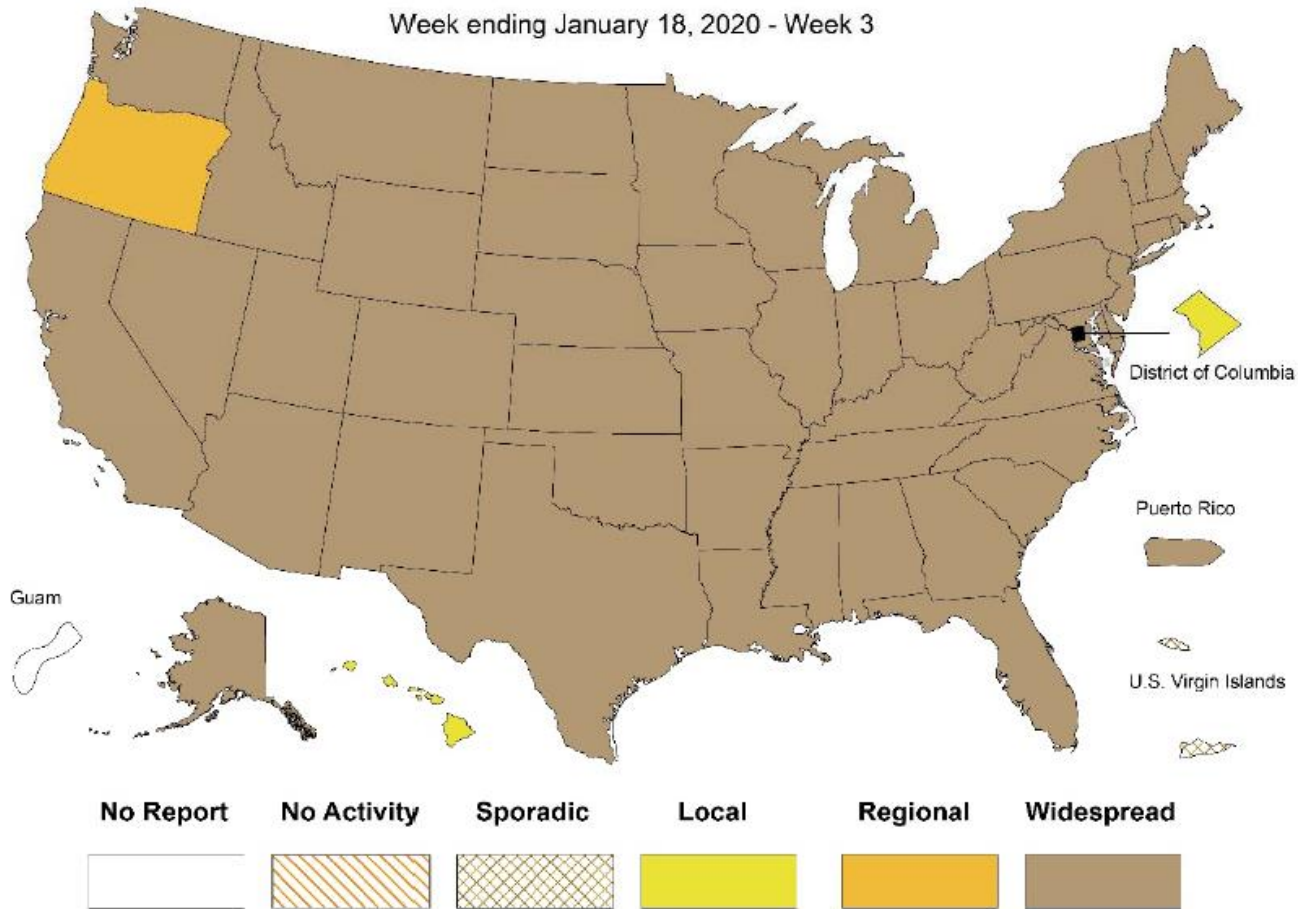 Week ending January 18, 2020 - Week 3
District of Columbia
Puerto Rico
Guam
U.S. Virgin Islands
No Report No Activity Sporadic Local Regional Widespread